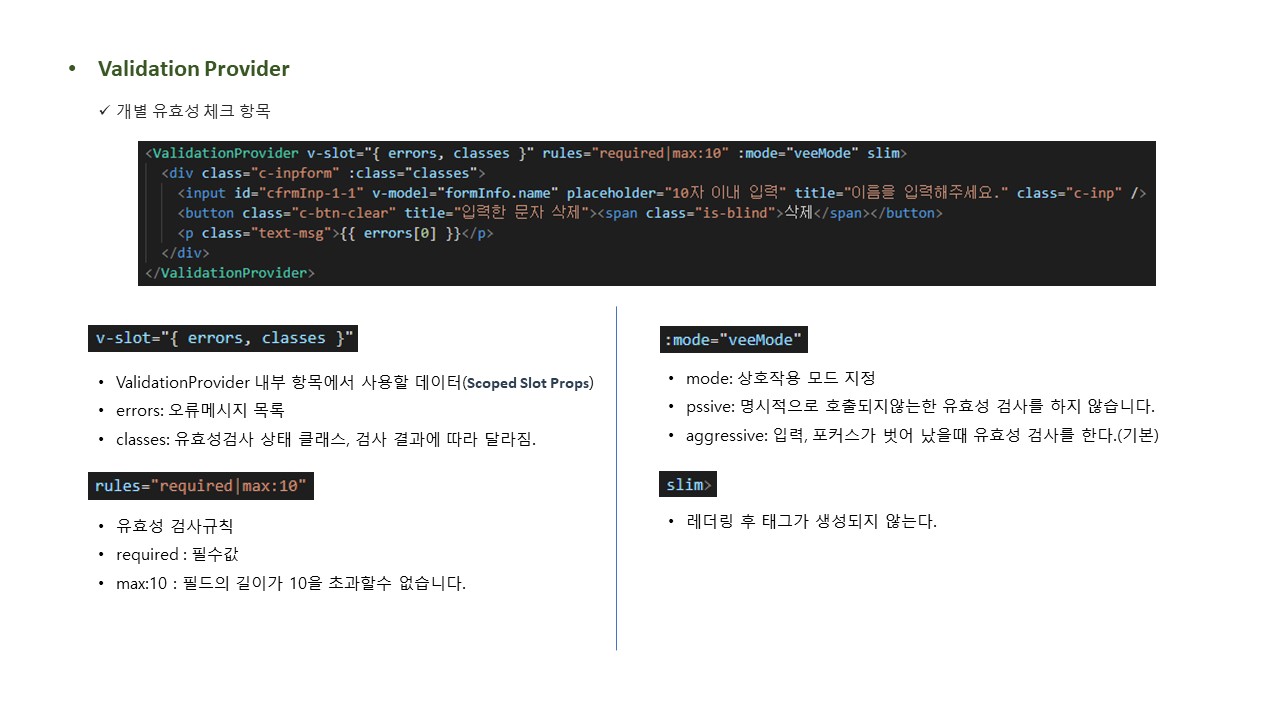 • Validation Provider
✓ 개별 유효성 체크 항목
<ValidationProvider v-slot="{ errors, classes }" rules="required|max:10" :mode="veeMode" slim>
<div class="c-inpform" :class="classes">
<input id="cfrmInp-1-1" v-model="formInfo.name" placeholder="10자 이내 입력" title="이름을 입력해주세요." class="c-inp" />
<button class="c-btn-clear" title="입력한 문자 삭제"><span class="is-blind">삭제</span></button>
<p class="text-msg">{{ errors[0] }}</p>
</div>
</ValidationProvider>
v-slot="{ errors, classes }"
• ValidationProvider 내부 항목에서 사용할 데이터(Scoped Slot Props)
• errors: 오류메시지 목록
• classes: 유효성검사 상태 클래스, 검사 결과에 따라 달라짐.
rules="required|max:10"
• 유효성 검사규칙
• required : 필수값
• max:10 : 필드의 길이가 10을 초과할수 없습니다.
:mode="veeMode"
• mode: 상호작용 모드 지정
• pssive: 명시적으로 호출되지않는한 유효성 검사를 하지 않습니다.
• aggressive: 입력, 포커스가 벗어 났을때 유효성 검사를 한다.(기본)
slim>
• 레더링 후 태그가 생성되지 않는다.